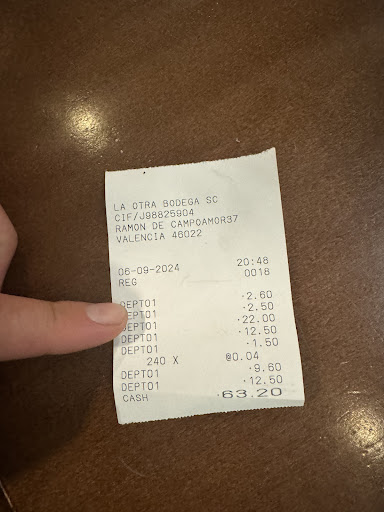 LA OTRA BODEGA SC
CIF/J98825904
RAMON DE CAMPOAMOR37
VALENCIA 46022
06-09-2024 20:48
REG 0018
DEPT01 ·2.60
DEPT01 ·2.50
DEPT01 ·22.00
DEPT01 ·12.50
DEPT01 ·1.50
240 X @0.04
DEPT01 ·9.60
DEPT01 ·12.50
CASH ·63.20